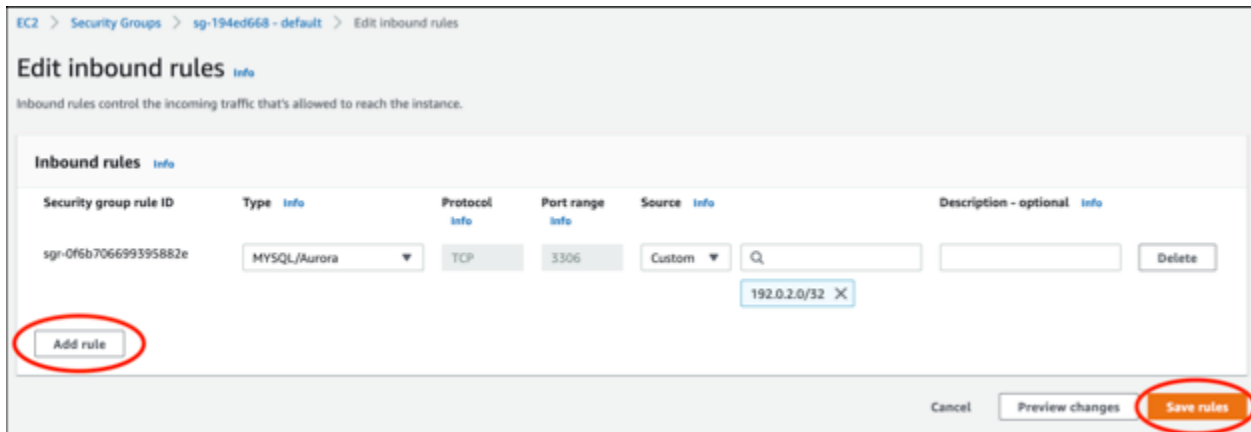 EC2 > Security Groups > sg-194ed668 - default > Edit inbound rules
Edit inbound rules Info
Inbound rules control the incoming traffic that's allowed to reach the instance.
Inbound rules Info
Security group rule ID Type Info Protocol Info Port range Info Source Info Description - optional Info
sgr-0f6b706699395882e MYSQL/Aurora TCP 3306 Custom Delete
192.0.2.0/32
Add rule
Cancel Preview changes Save rules